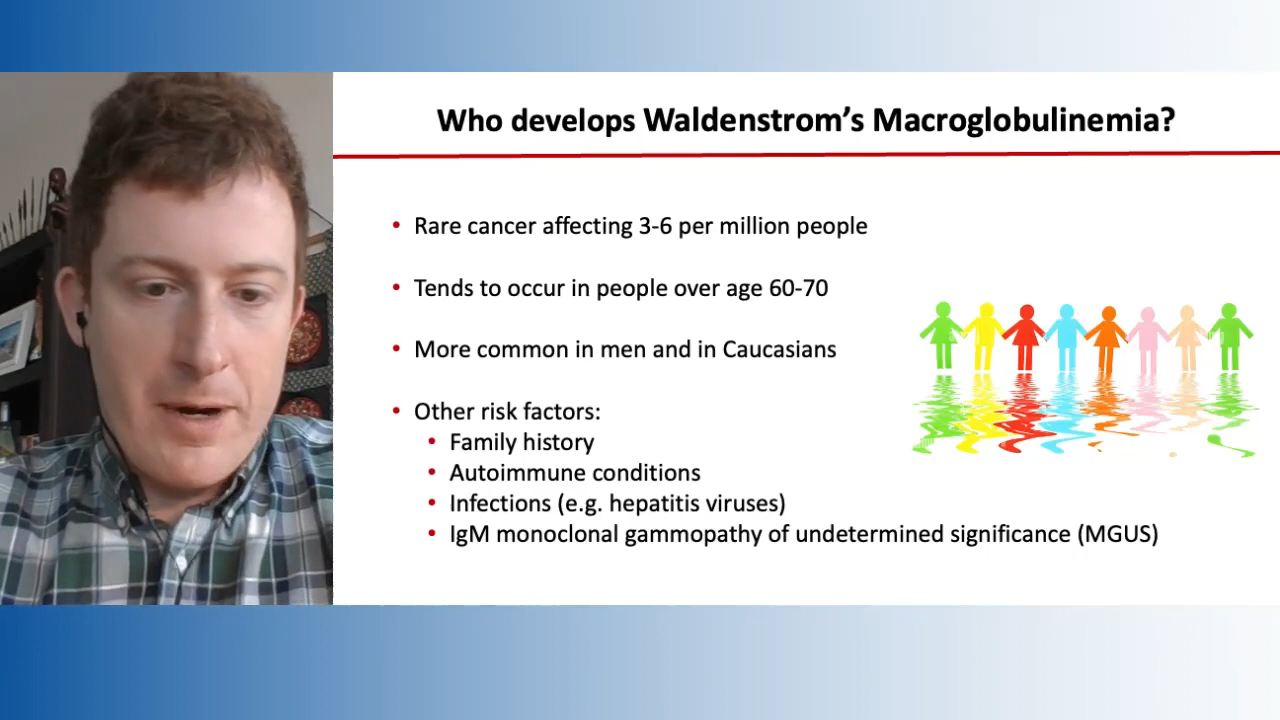 Who develops Waldenstrom’s Macroglobulinemia?
• Rare cancer affecting 3-6 per million people
• Tends to occur in people over age 60-70
• More common in men and in Caucasians
• Other risk factors:
• Family history
• Autoimmune conditions
• Infections (e.g. hepatitis viruses)
• IgM monoclonal gammopathy of undetermined significance (MGUS)